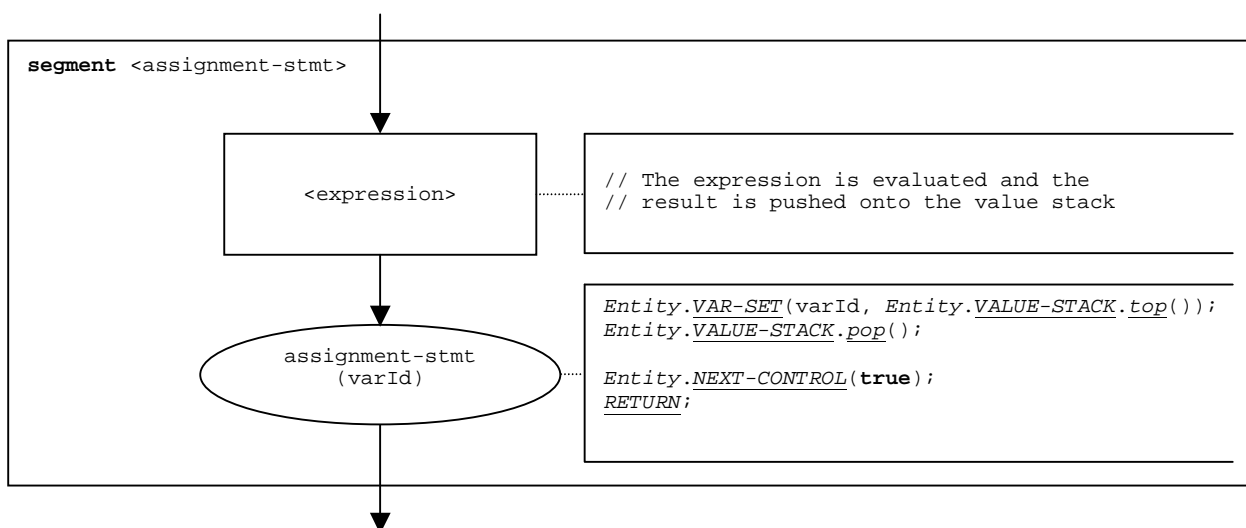 segment <assignment-stmt>
<expression>
// The expression is evaluated and the
// result is pushed onto the value stack
assignment-stmt
(varId)
Entity.VAR-SET(varId, Entity.VALUE-STACK.top());
Entity.VALUE-STACK.pop();
Entity.NEXT-CONTROL(true);
RETURN;